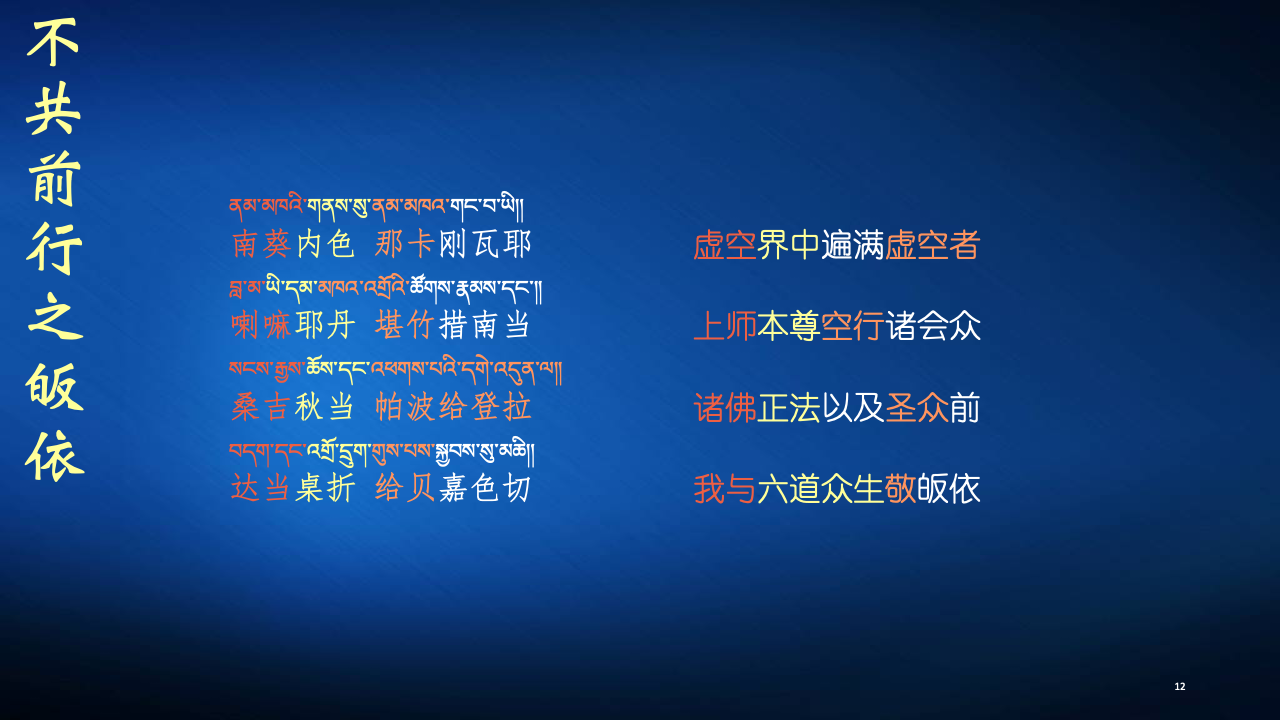 不共前行之皈依
ནམ་མཁའི་གནས་སུ་ནམ་མཁའ་གང་བ་ཡི།།
南葵内色 那卡刚瓦耶
虚空界中遍满虚空者
བླ་མ་ཡི་དམ་མཁའ་འགྲོའི་ཚོགས་རྣམས་དང་།།
喇嘛耶丹 堪竹措南当
上师本尊空行诸会众
སངས་རྒྱས་ཆོས་དང་འཕགས་པའི་དགེ་འདུན་ལ།།
桑吉秋当 帕波给登拉
诸佛正法以及圣众前
བདག་དང་འགྲོ་དྲུག་གུས་པས་སྐྱབས་སུ་མཆི།།
达当桌折 给贝嘉色切
我与六道众生敬皈依
12